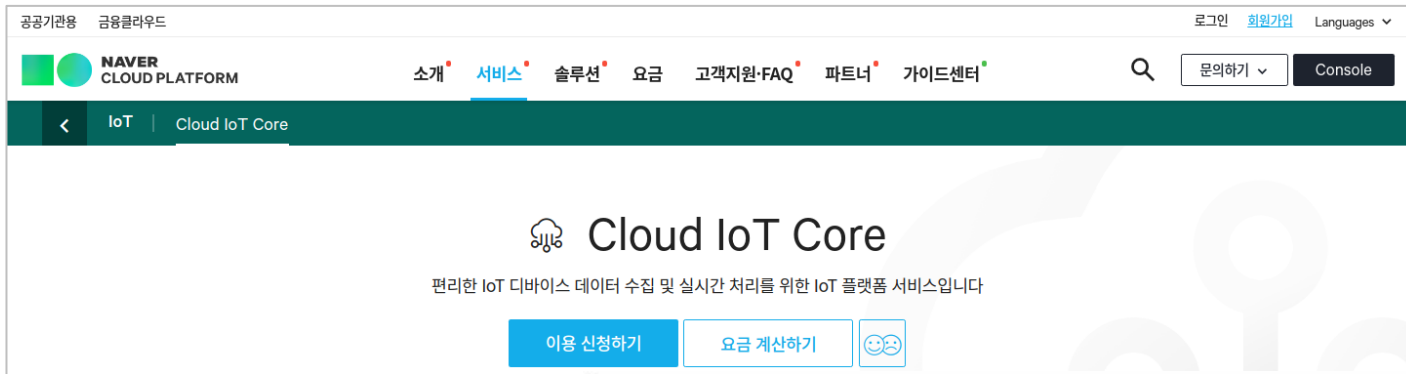 공공기관용 금융클라우드 로그인 회원가입 Languages
NAVER
CLOUD PLATFORM
소개 서비스 솔루션 요금 고객지원·FAQ 파트너 가이드센터 문의하기 Console
IoT Cloud IoT Core
Cloud IoT Core
편리한 IoT 디바이스 데이터 수집 및 실시간 처리를 위한 IoT 플랫폼 서비스입니다
이용 신청하기 요금 계산하기